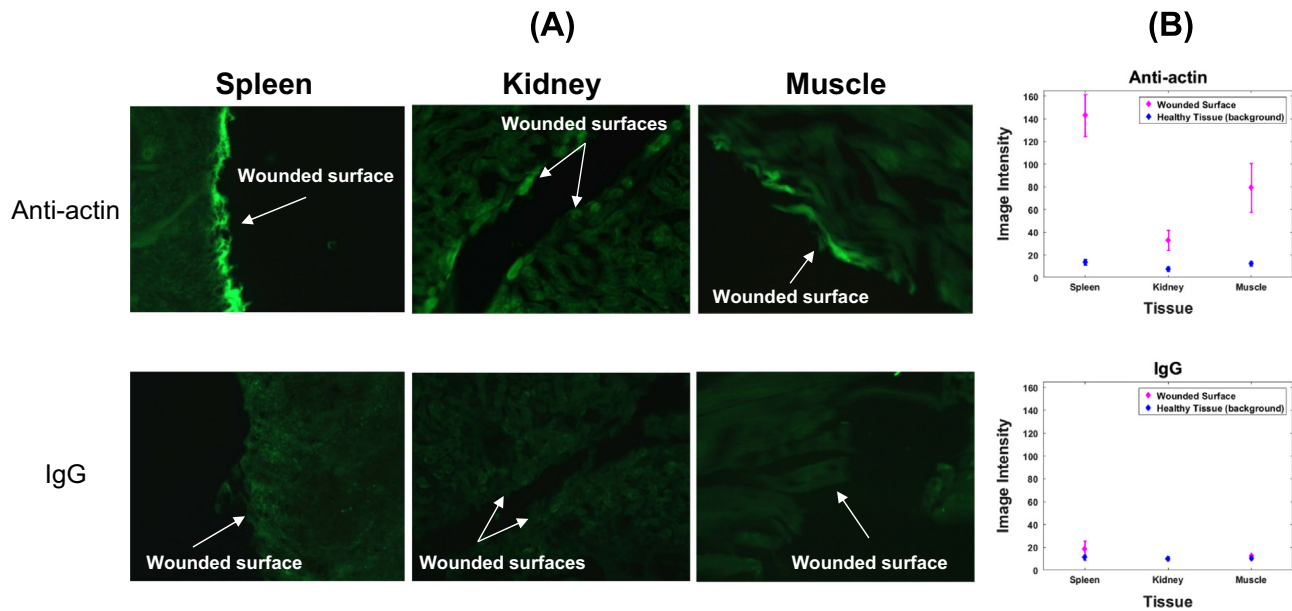 (A)
(B)
Spleen
Kidney
Muscle
Anti-actin
Wounded surface
Wounded surfaces
Wounded surface
Anti-actin
160
140
120
100
80
60
40
20
0
Image Intensity
Wounded Surface
Healthy Tissue (background)
Spleen
Kidney
Muscle
Tissue
IgG
Wounded surface
Wounded surfaces
Wounded surface
IgG
160
140
120
100
80
60
40
20
0
Image Intensity
Wounded Surface
Healthy Tissue (background)
Spleen
Kidney
Muscle
Tissue